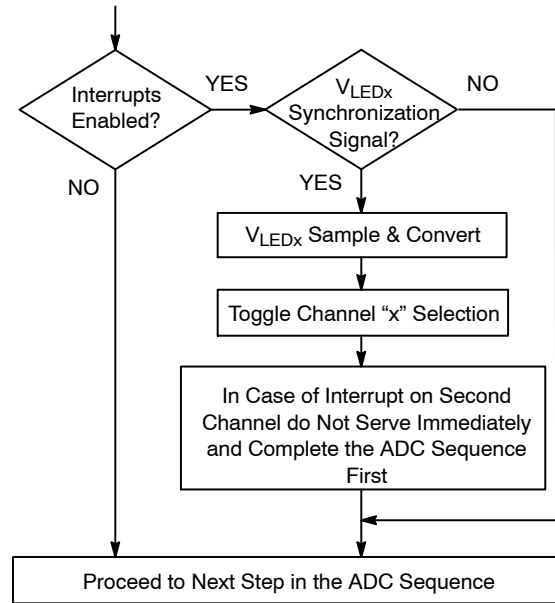 Interrupts
Enabled?
YES
NO
VLEDx
Synchronization
Signal?
NO
YES
VLEDx Sample & Convert
Toggle Channel “x” Selection
In Case of Interrupt on Second
Channel do Not Serve Immediately
and Complete the ADC Sequence
First
Proceed to Next Step in the ADC Sequence